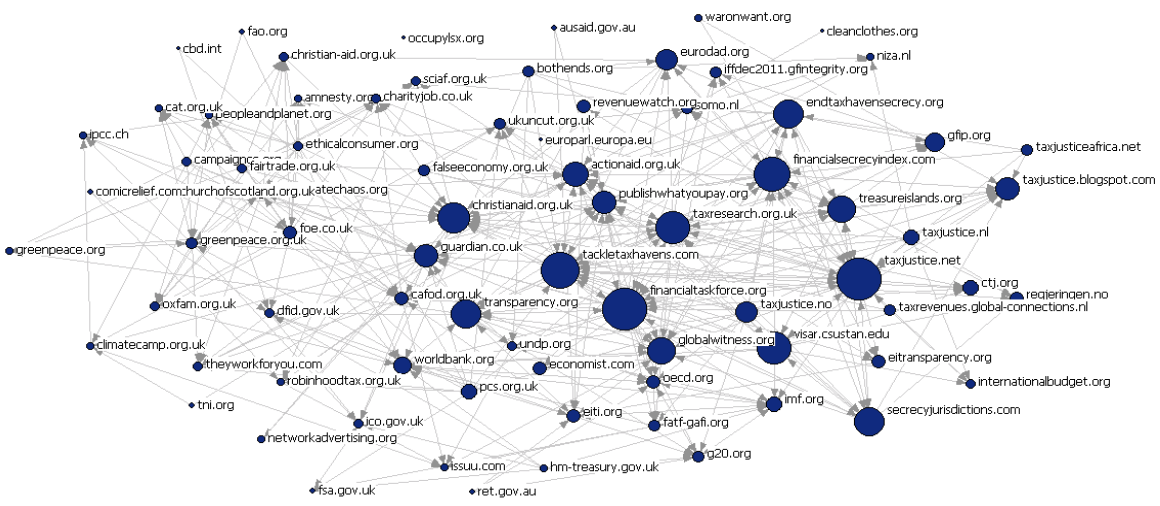 waronwant.org
fao.org
ausaid.gov.au
cleanclothes.org
occupylsx.org
cbd.int
christian-aid.org.uk
eurodad.org
niza.nl
bothends.org
iffdec2011.gfintegrity.org
sciaf.org.uk
amnesty.org
charityjob.co.uk
revenuewatch.org
somo.nl
endtaxhavensecrecy.org
cat.org.uk
peopleandplanet.org
ukuncut.org.uk
ipcc.ch
europarl.europa.eu
gfip.org
ethicalconsumer.org
taxjusticeafrica.net
campaigncc.org
fairtrade.org.uk
falseeconomy.org.uk
actionaid.org.uk
financialsecrecyindex.com
taxjustice.blogspot.com
comicrelief.com
churchofscotland.org.uk
atechaos.org
publishwhatyoupay.org
treasureislands.org
christianaid.org.uk
taxresearch.org.uk
foe.co.uk
taxjustice.nl
greenpeace.org
greenpeace.org.uk
guardian.co.uk
tackletaxhavens.com
taxjustice.net
ctj.org
cafod.org.uk
financialtaskforce.org
regjeringen.no
oxfam.org.uk
dfid.gov.uk
transparency.org
taxjustice.no
taxrevenues.global-connections.nl
climatecamp.org.uk
undp.org
globalwitness.org
visar.csustan.edu
theyworkforyou.com
worldbank.org
economist.com
eitransparency.org
robinhoodtax.org.uk
pcs.org.uk
oecd.org
internationalbudget.org
tni.org
imf.org
ico.gov.uk
eiti.org
fatf-gafi.org
secrecyjurisdictions.com
networkadvertising.org
g20.org
issuu.com
hm-treasury.gov.uk
fsa.gov.uk
ret.gov.au